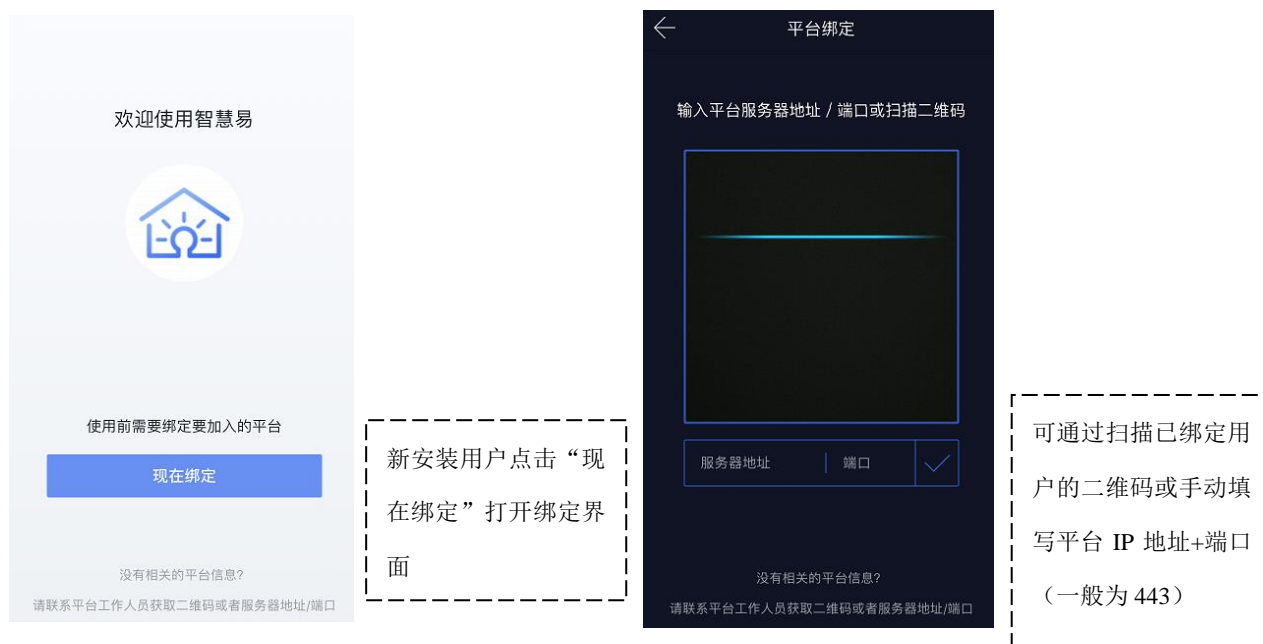 欢迎使用智慧易
使用前需要绑定要加入的平台
现在绑定
没有相关的平台信息?
请联系平台工作人员获取二维码或者服务器地址/端口
新安装用户点击“现
在绑定”打开绑定界
面
平台绑定
输入平台服务器地址 / 端口或扫描二维码
服务器地址
端口
没有相关的平台信息?
请联系平台工作人员获取二维码或者服务器地址/端口
可通过扫描已绑定用
户的二维码或手动填
写平台 IP 地址+端口
（一般为 443）